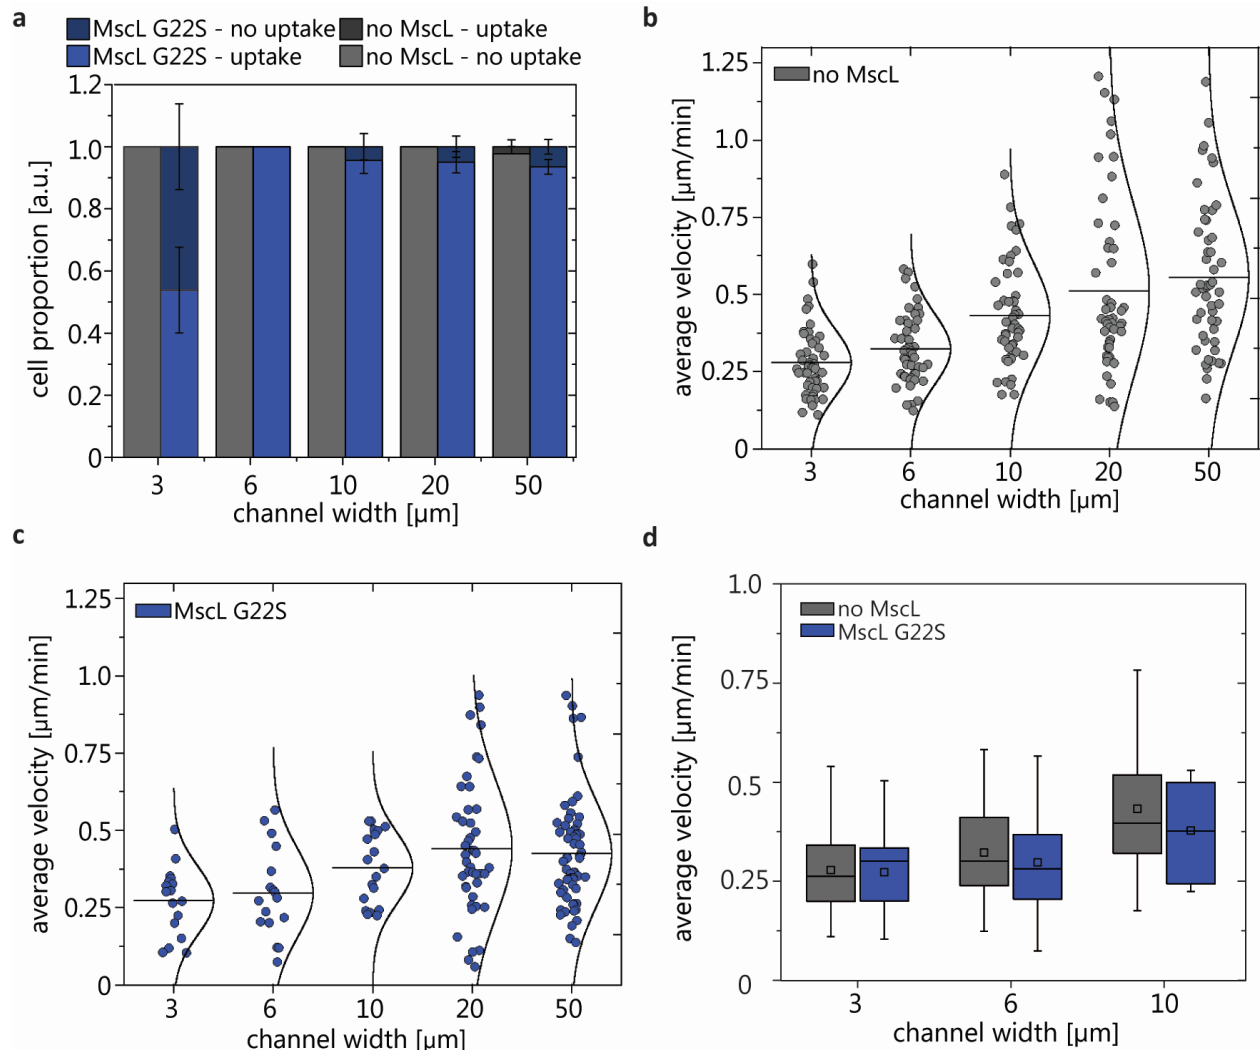 a
MscL G22S - no uptake
no MscL - uptake
MscL G22S - uptake
no MscL - no uptake
1.2
1.0
0.8
0.6
0.4
0.2
0
cell proportion [a.u.]
3 6 10 20 50
channel width [µm]
b
no MscL
1.25
1.0
0.75
0.5
0.25
0
average velocity [µm/min]
3 6 10 20 50
channel width [µm]
c
MscL G22S
1.25
1.0
0.75
0.5
0.25
0
average velocity [µm/min]
3 6 10 20 50
channel width [µm]
d
no MscL
MscL G22S
1.0
0.75
0.5
0.25
0
average velocity [µm/min]
3 6 10
channel width [µm]